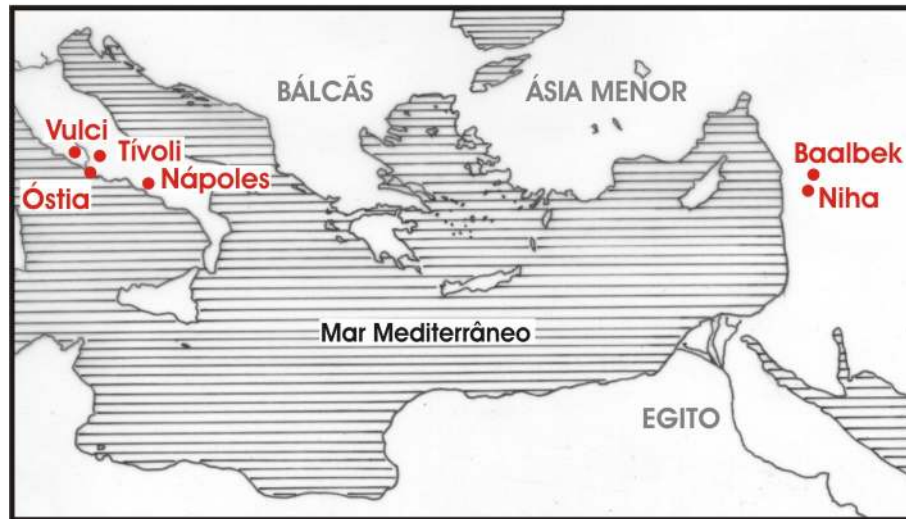 BÁLCÃS
ÁSIA MENOR
Vulci
Tívoli
Nápoles
Óstia
Baalbek
Niha
Mar Mediterrâneo
EGITO